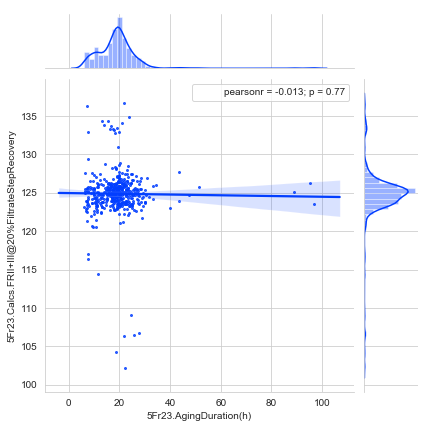 pearsonr = -0.013; p = 0.77
135
130
125
120
115
110
105
100
5Fr23.Calcs.FRII+III@20%FiltrateStepRecovery
0 20 40 60 80 100
5Fr23.AgingDuration(h)